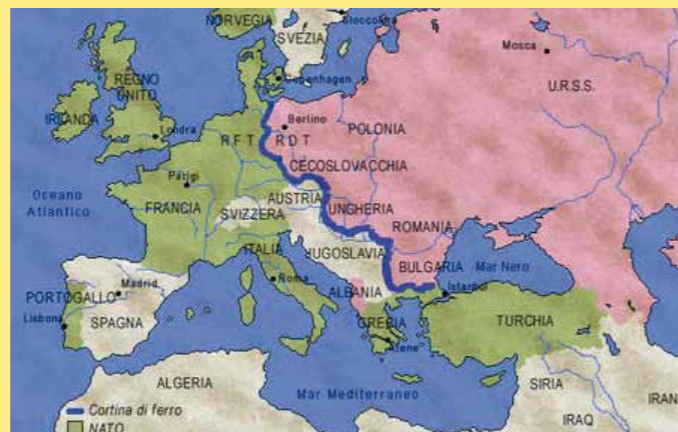 NORVEGIA
Stoccolma
SVEZIA
Mosca
REGNO
UNITO
Copenhagen
U.R.S.S.
IRLANDA
Londra
Berlino
POLONIA
R F T
R D T
CECOSLOVACCHIA
Parigi
Oceano
Atlantico
AUSTRIA
FRANCIA
SVIZZERA
UNGHERIA
ROMANIA
ITALIA
JUGOSLAVIA
BULGARIA
Mar Nero
Madrid
Roma
ALBANIA
Istanbul
PORTOGALLO
Lisbona
SPAGNA
GRECIA
TURCHIA
Atene
ALGERIA
SIRIA
Mar Mediterraneo
IRAN
IRAQ
Cortina di ferro
NATO